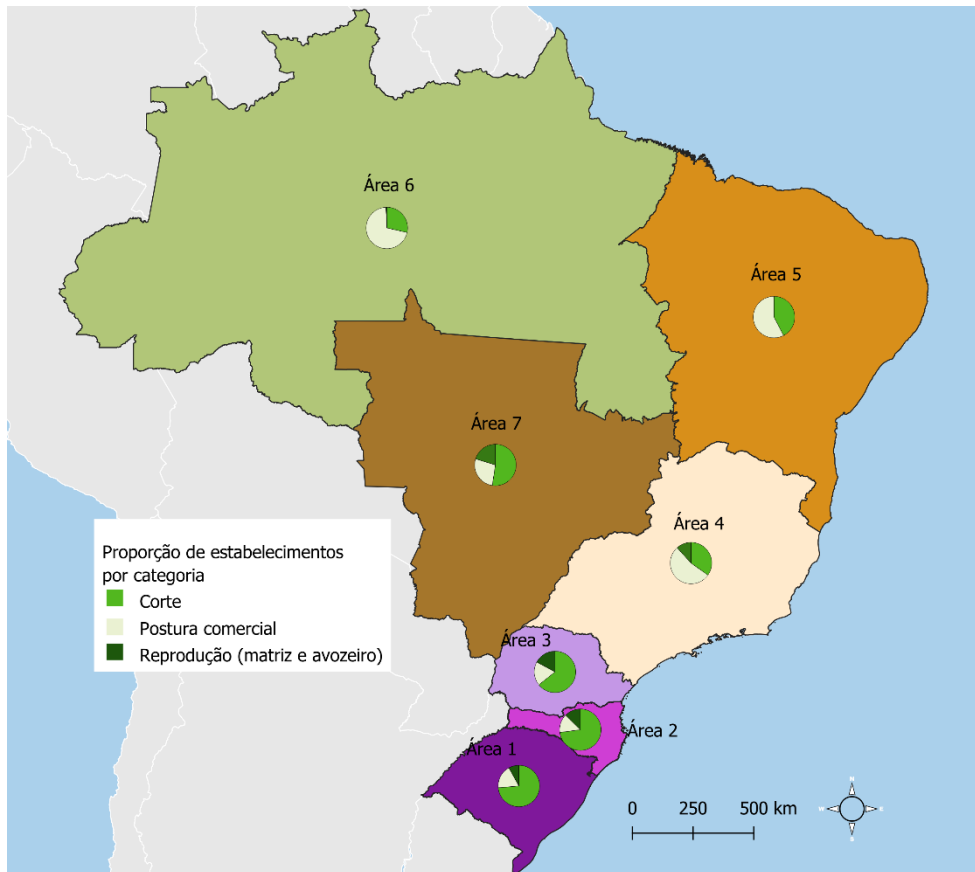 Área 6
Área 5
Área 7
Área 4
Proporção de estabelecimentos
por categoria
Corte
Postura comercial
Reprodução (matriz e avozeiro)
Área 3
Área 2
Área 1
0 250 500 km
N
W E
S